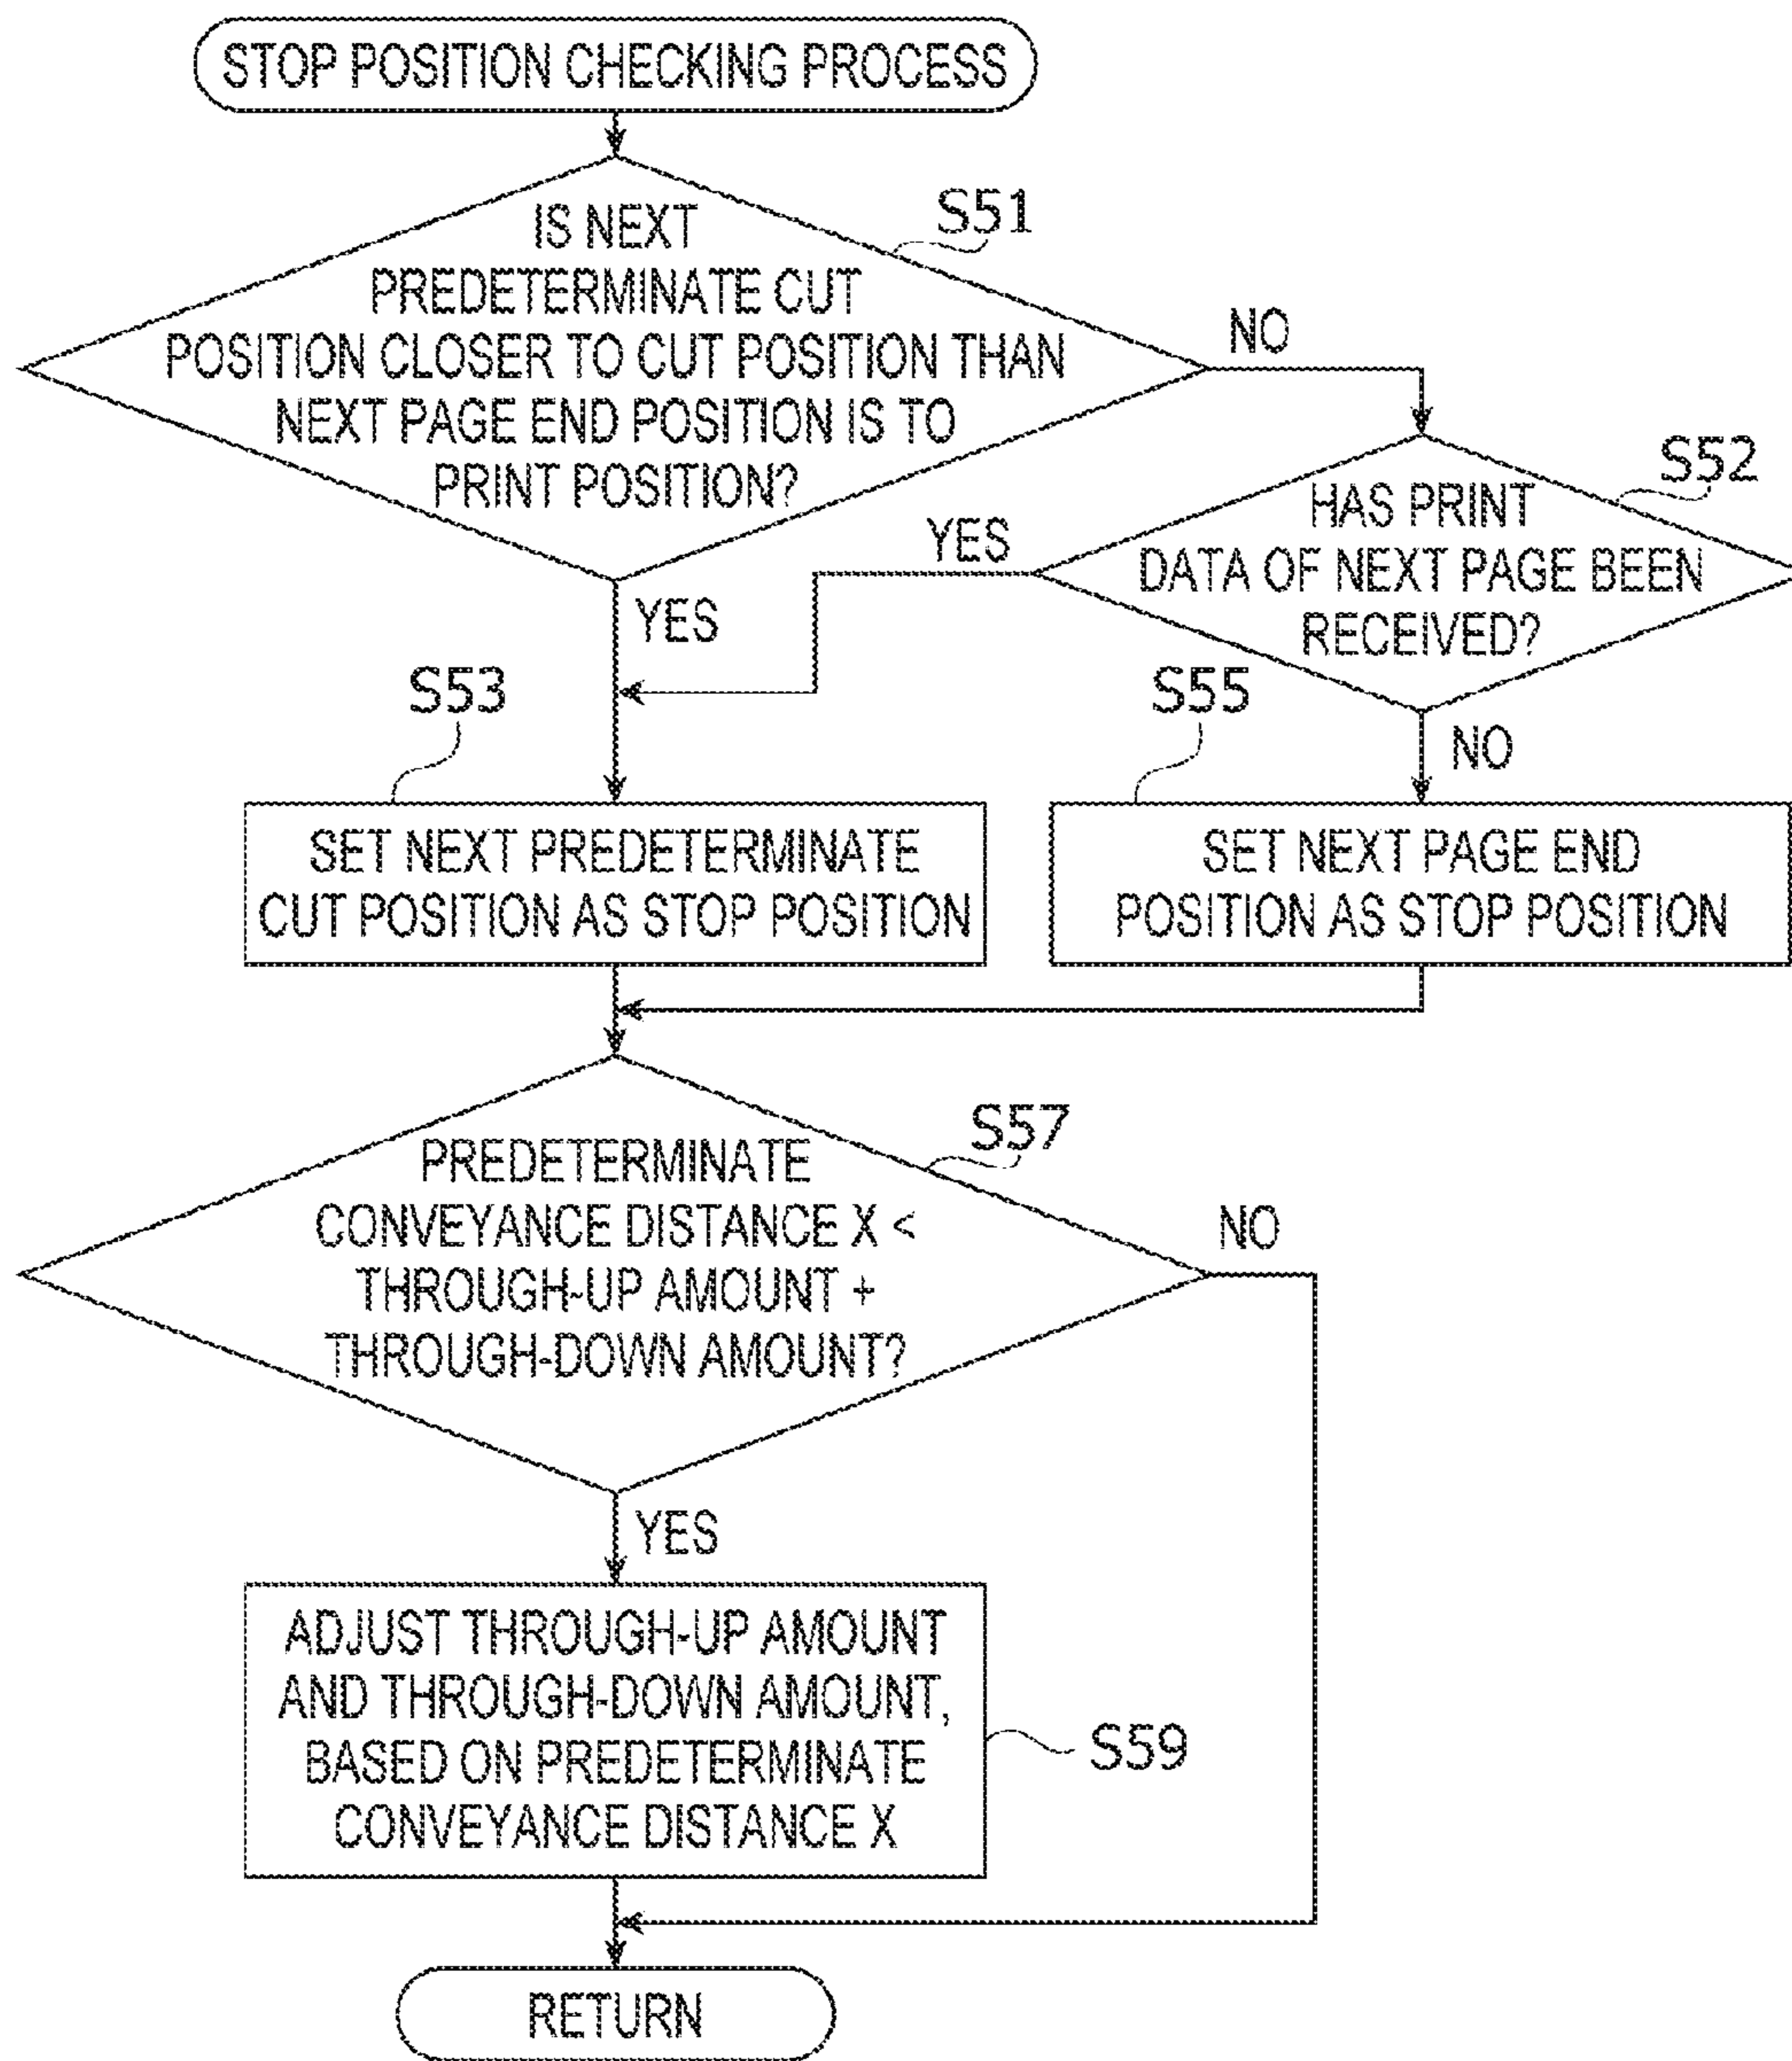 STOP POSITION CHECKING PROCESS
S51
IS NEXT
PREDETERMINATE CUT
POSITION CLOSER TO CUT POSITION THAN
NEXT PAGE END POSITION IS TO
PRINT POSITION?
NO
S52
HAS PRINT
DATA OF NEXT PAGE BEEN
RECEIVED?
YES
YES
NO
S53
SET NEXT PREDETERMINATE
CUT POSITION AS STOP POSITION
S55
SET NEXT PAGE END
POSITION AS STOP POSITION
S57
PREDETERMINATE
CONVEYANCE DISTANCE X <
THROUGH-UP AMOUNT +
THROUGH-DOWN AMOUNT?
NO
YES
ADJUST THROUGH-UP AMOUNT
AND THROUGH-DOWN AMOUNT,
BASED ON PREDETERMINATE
CONVEYANCE DISTANCE X
S59
RETURN